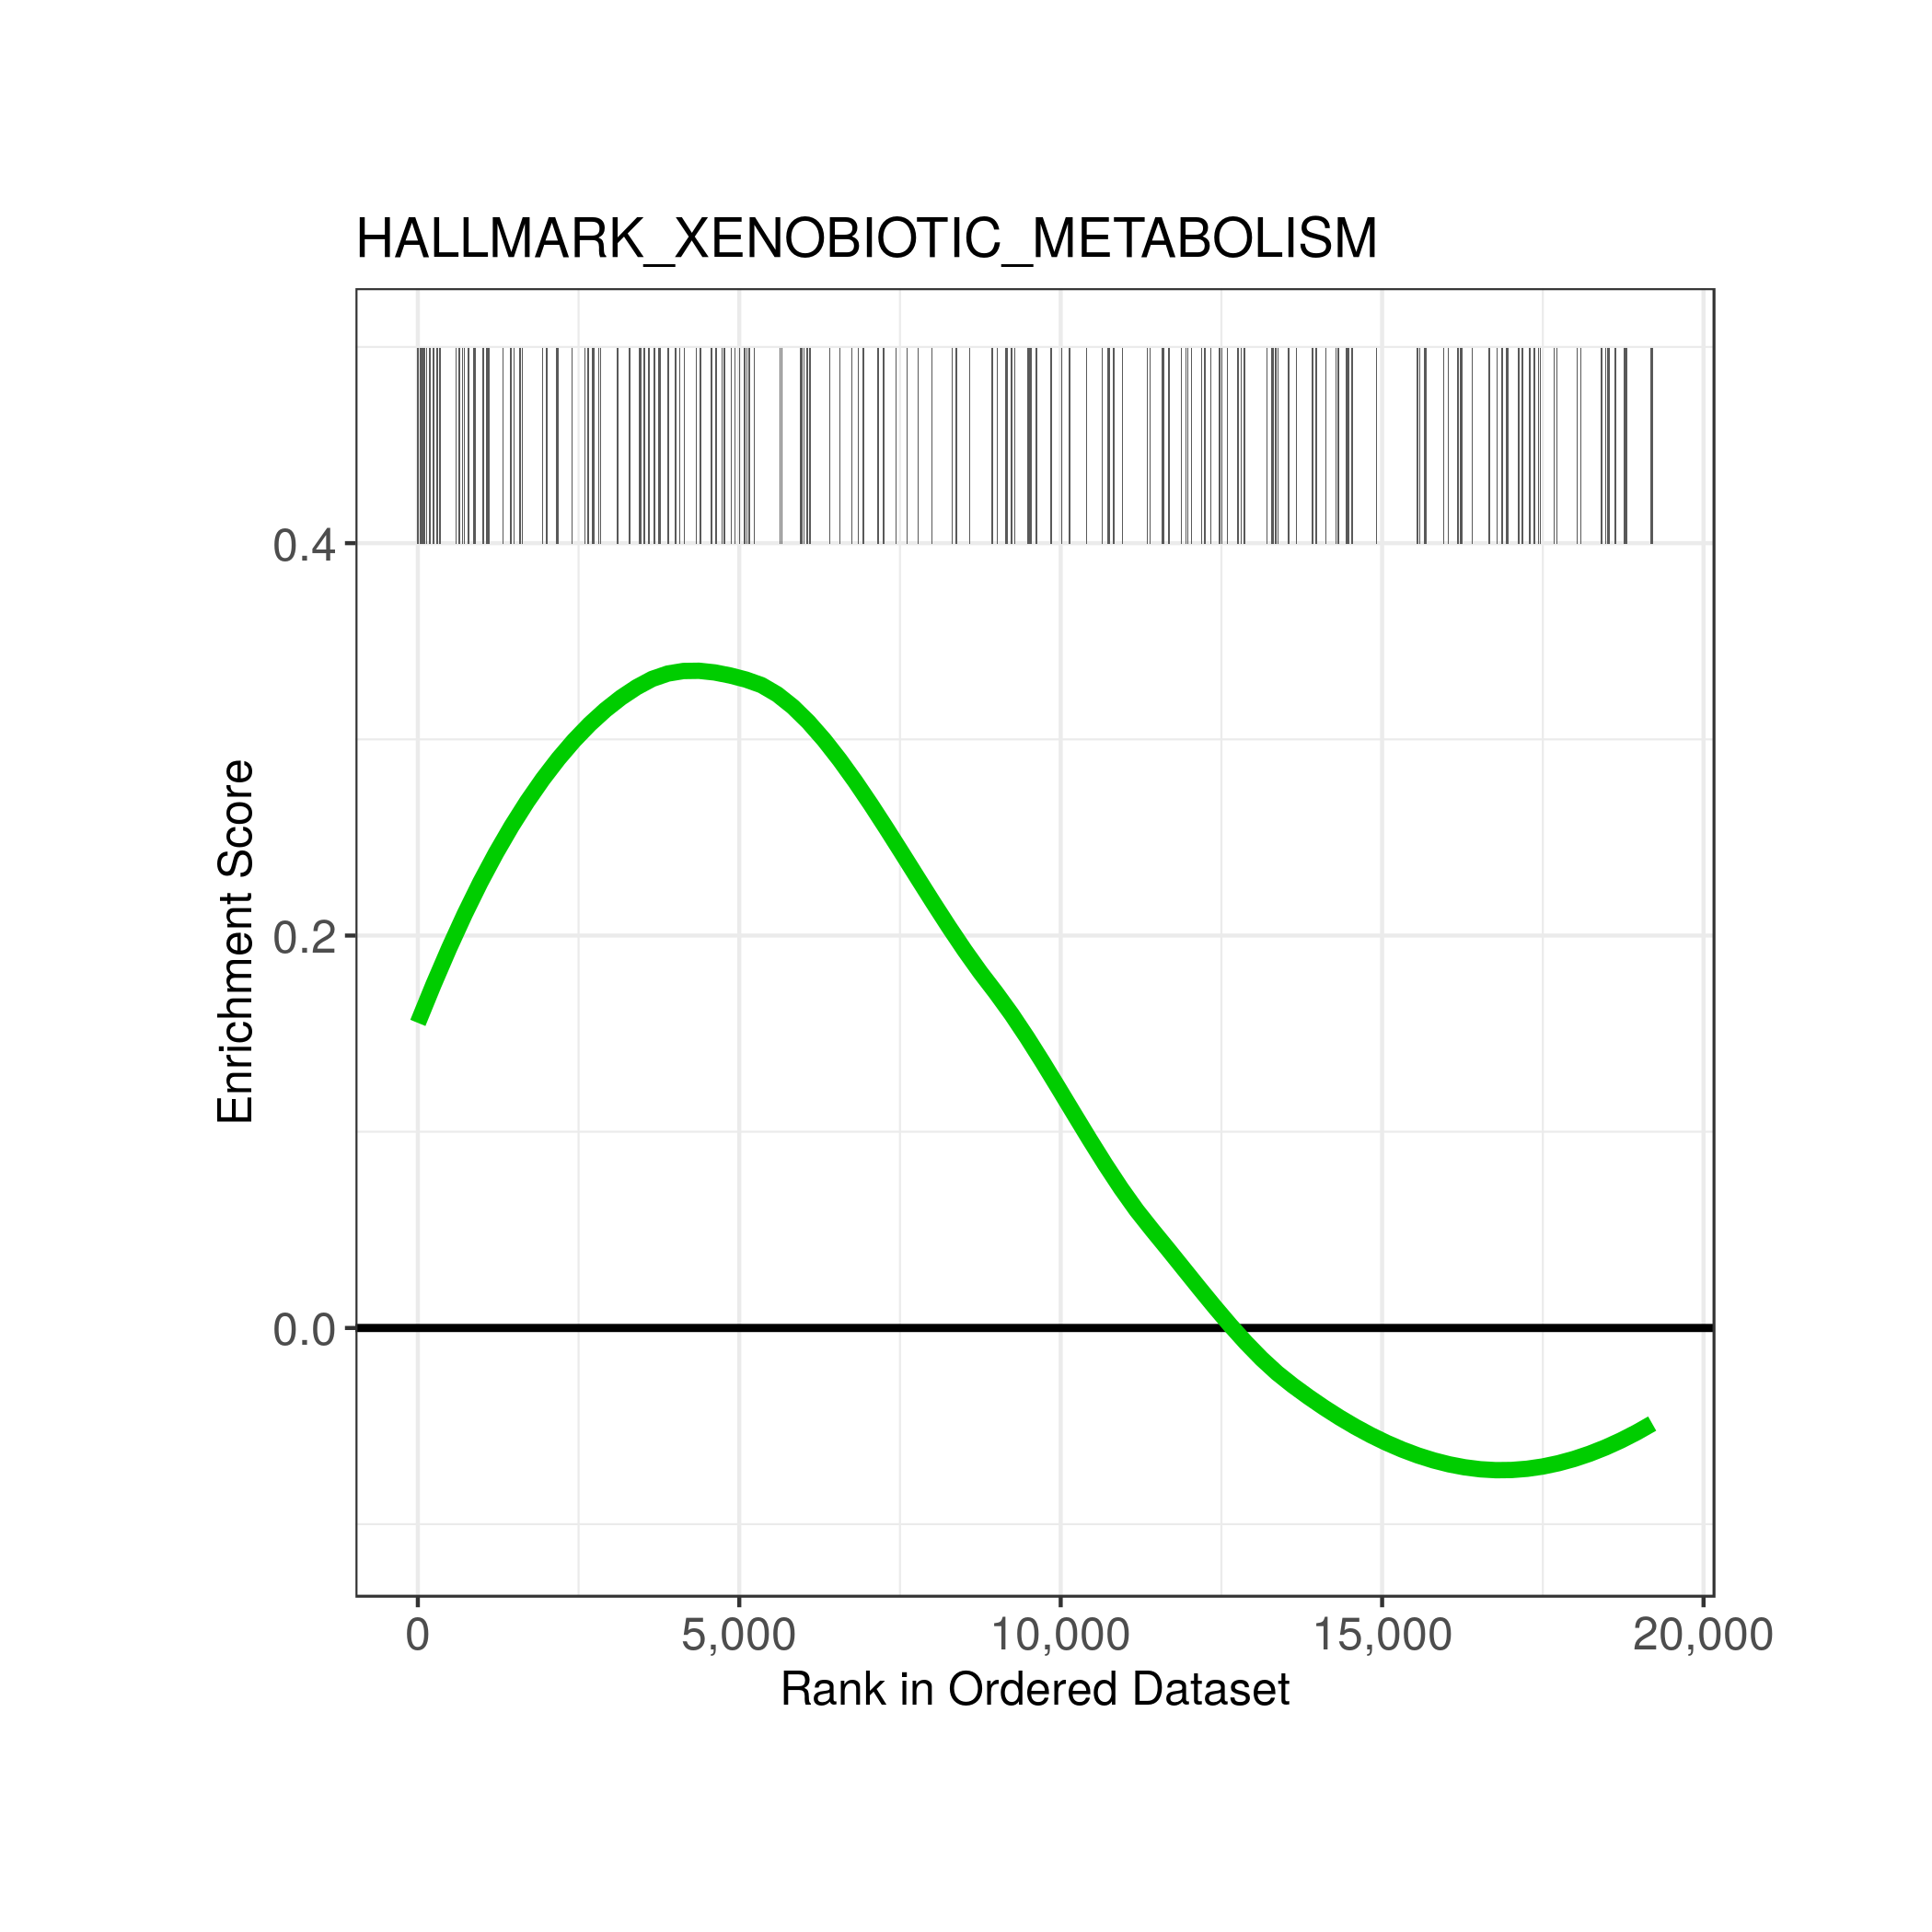 HALLMARK_XENOBIOTIC_METABOLISM
0.4
0.2
0.0
Enrichment Score
0 5,000 10,000 15,000 20,000
Rank in Ordered Dataset